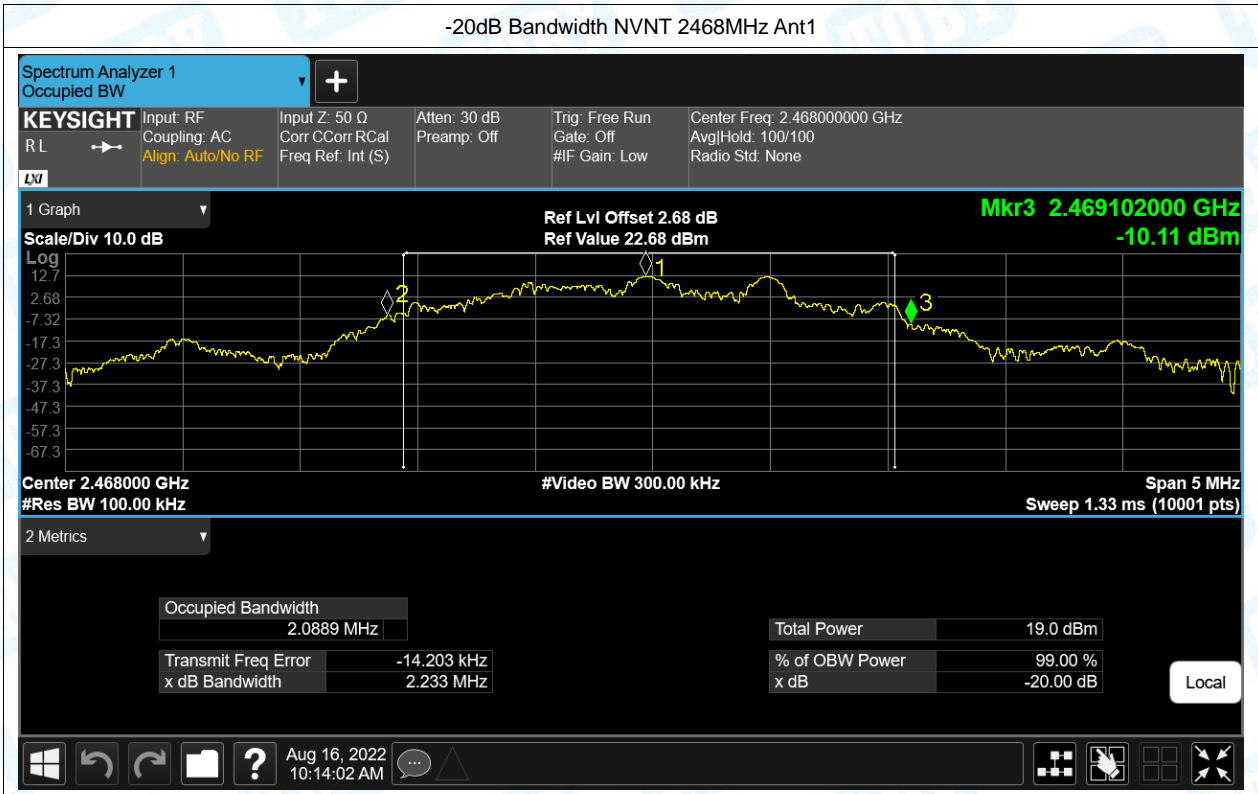 -20dB Bandwidth NVNT 2468MHz Ant1
Spectrum Analyzer 1
Occupied BW
KEYSIGHT
R L
LXI
Input: RF
Coupling: AC
Align: Auto/No RF
Input Z: 50 Ω
Corr CCorr RCal
Freq Ref: Int (S)
Atten: 30 dB
Preamp: Off
Trig: Free Run
Gate: Off
#IF Gain: Low
Center Freq: 2.468000000 GHz
Avg|Hold: 100/100
Radio Std: None
1 Graph
Scale/Div 10.0 dB
Ref Lvl Offset 2.68 dB
Ref Value 22.68 dBm
Mkr3 2.469102000 GHz
-10.11 dBm
Log
12.7
2.68
-7.32
-17.3
-27.3
-37.3
-47.3
-57.3
-67.3
1
2
3
Center 2.468000 GHz
#Video BW 300.00 kHz
Span 5 MHz
#Res BW 100.00 kHz
Sweep 1.33 ms (10001 pts)
2 Metrics
Occupied Bandwidth
2.0889 MHz
Transmit Freq Error -14.203 kHz
x dB Bandwidth 2.233 MHz
Total Power 19.0 dBm
% of OBW Power 99.00 %
x dB -20.00 dB
Local
Aug 16, 2022
10:14:02 AM